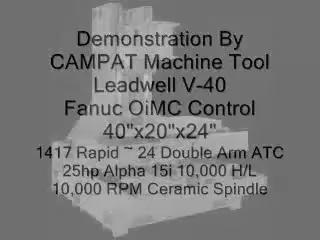 Demonstration By
CAMPAT Machine Tool
Leadwell V-40
Fanuc OiMC Control
40"x20"x24"
1417 Rapid ~ 24 Double Arm ATC
25hp Alpha 15i 10,000 H/L
10,000 RPM Ceramic Spindle